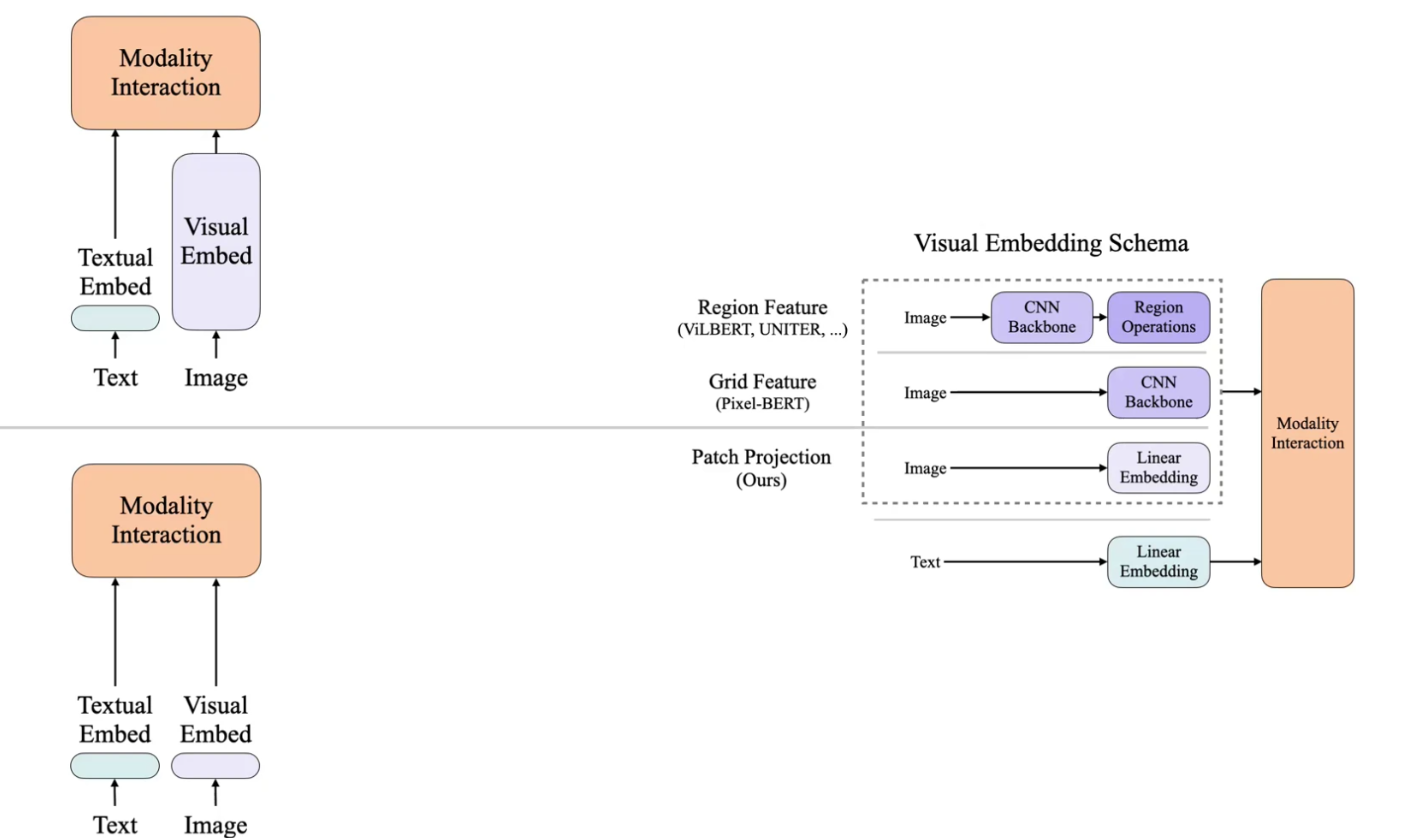 Modality
Interaction
Visual
Embed
Textual
Embed
Text
Image
Modality
Interaction
Textual
Embed
Visual
Embed
Text
Image
Visual Embedding Schema
Region Feature
(ViLBERT, UNITER, ...)
Image
CNN
Backbone
Region
Operations
Grid Feature
(Pixel-BERT)
Image
CNN
Backbone
Patch Projection
(Ours)
Image
Linear
Embedding
Text
Linear
Embedding
Modality
Interaction